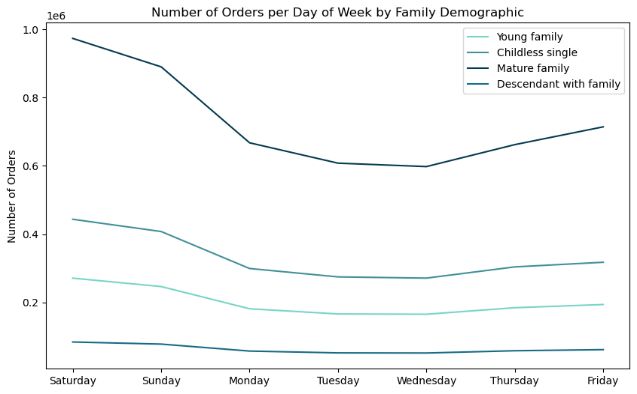 Number of Orders per Day of Week by Family Demographic
1e6
Young family
Childless single
Mature family
Descendant with family
Number of Orders
1.0
0.8
0.6
0.4
0.2
Saturday Sunday Monday Tuesday Wednesday Thursday Friday